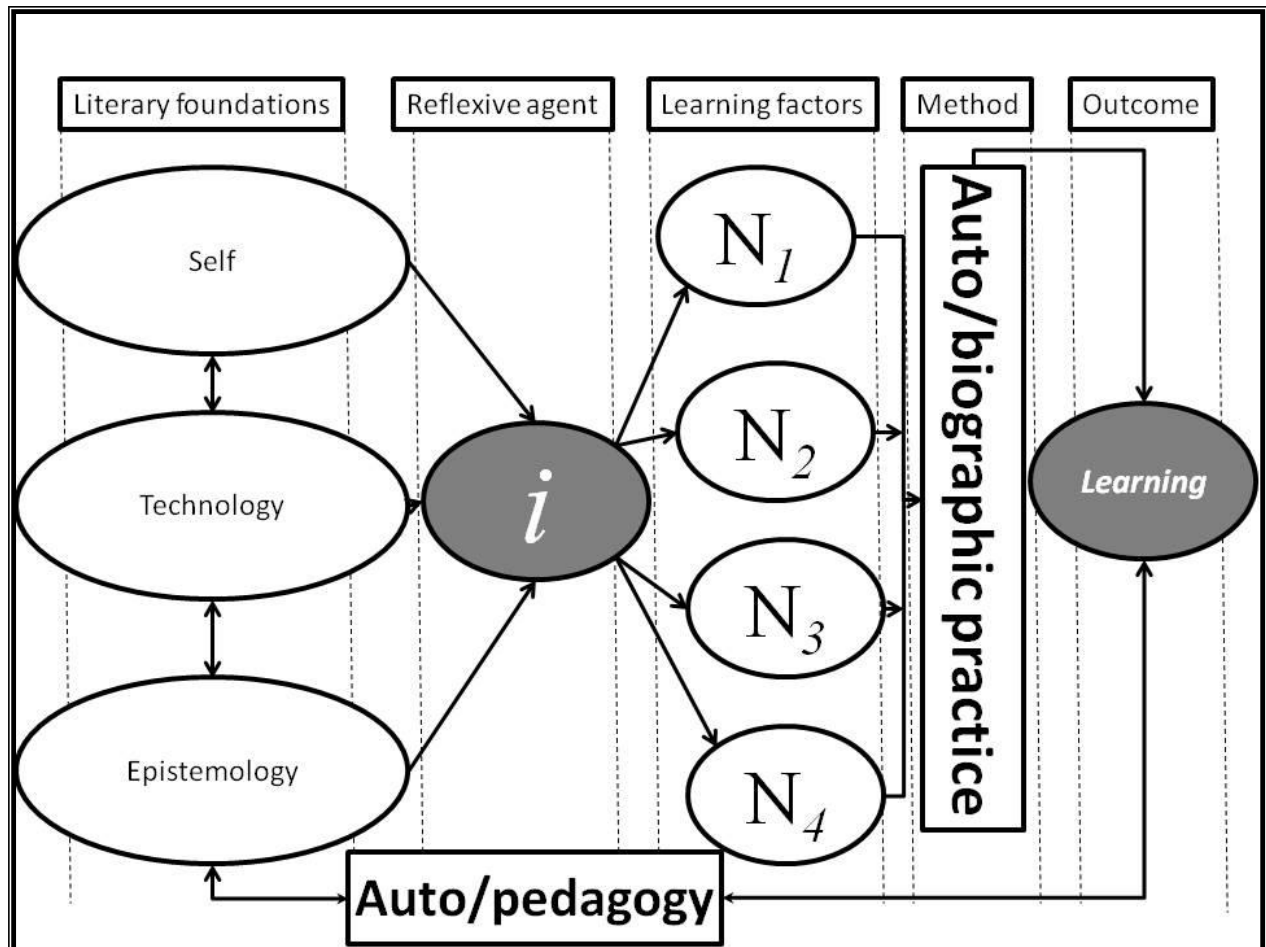 Literary foundations
Reflexive agent
Learning factors
Method
Outcome
Self
Technology
Epistemology
i
N1
N2
N3
N4
Auto/biographic practice
Learning
Auto/pedagogy